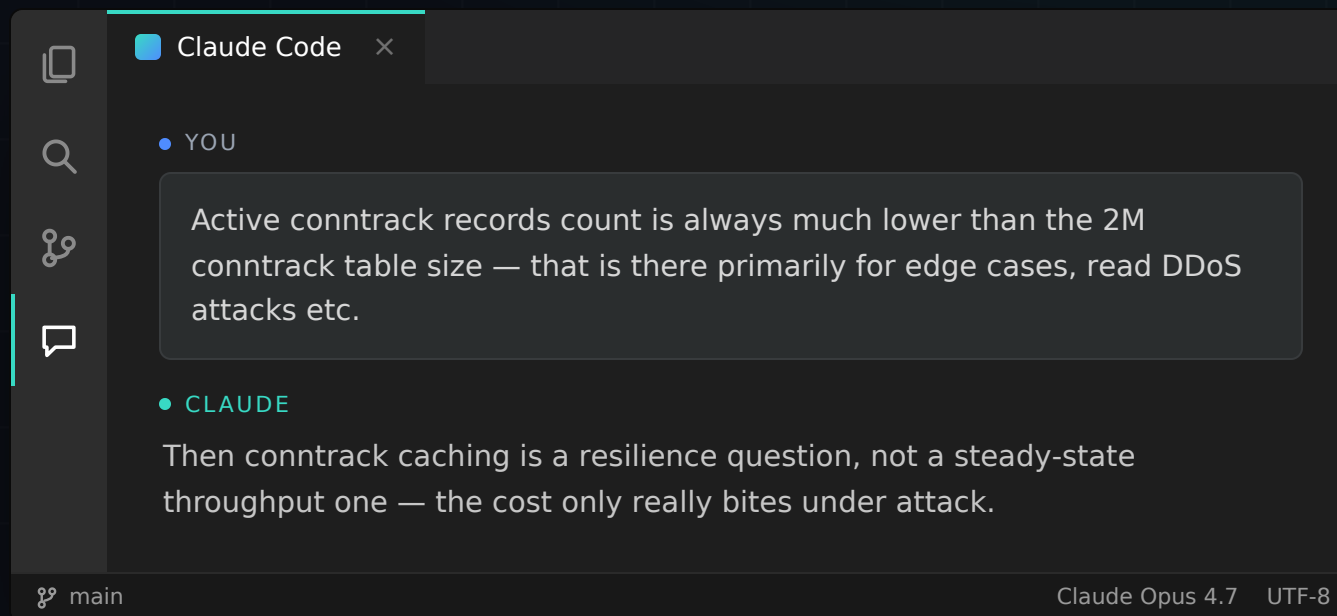 Claude Code
YOU
Active conntrack records count is always much lower than the 2M
conntrack table size — that is there primarily for edge cases, read DDoS
attacks etc.
CLAUDE
Then conntrack caching is a resilience question, not a steady-state
throughput one — the cost only really bites under attack.
main
Claude Opus 4.7
UTF-8